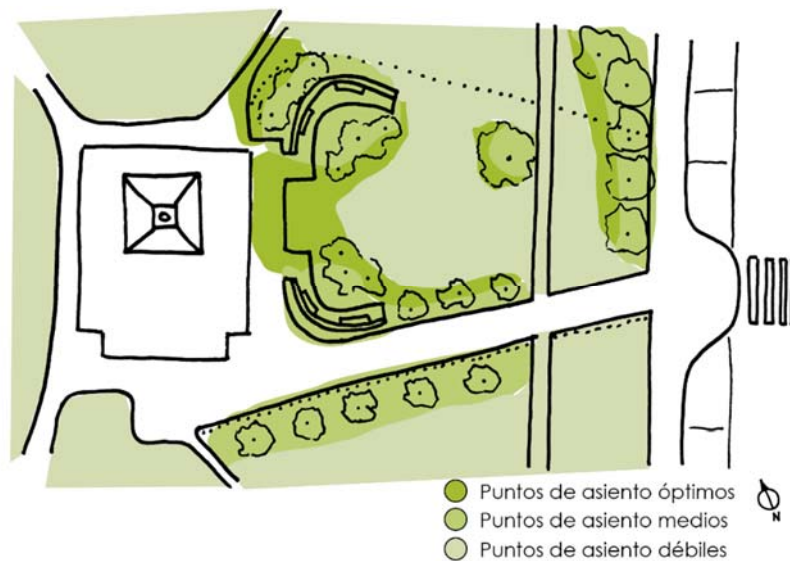 Puntos de asiento óptimos
Puntos de asiento medios
Puntos de asiento débiles
N